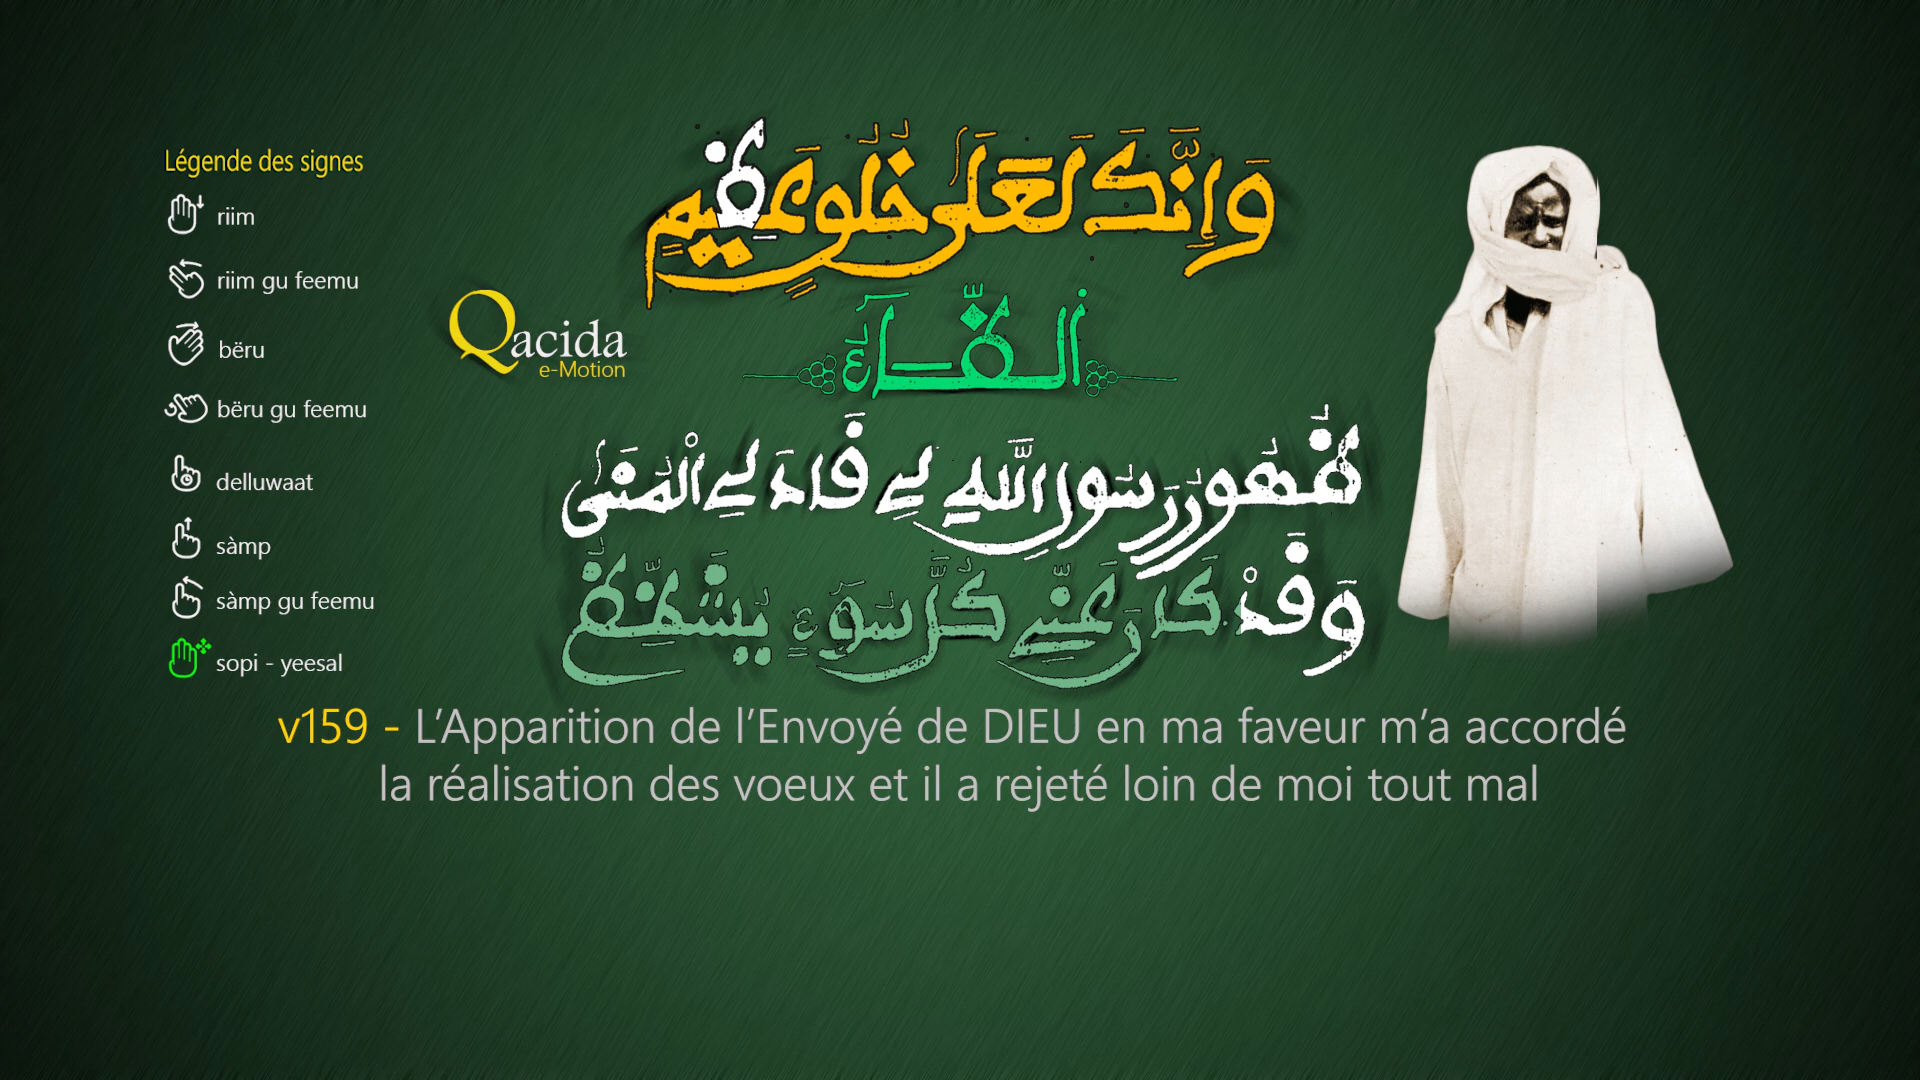 Légende des signes
riim
riim gu feemu
bëru
bëru gu feemu
delluwaat
sàmp
sàmp gu feemu
sopi - yeesal
Qacida
e-Motion
وَإِنَّكَ لَعَلَىٰ خُلُقٍ عَظِيمٍ
الظَّاءُ
ظُهُورُ رَسُولِ اللَّهِ لِي قَادَ لِي الْمُنَى
وَقَدْ عَنِّي كُلَّ سُوءٍ
v159 - L’Apparition de l’Envoyé de DIEU en ma faveur m’a accordé
la réalisation des voeux et il a rejeté loin de moi tout mal